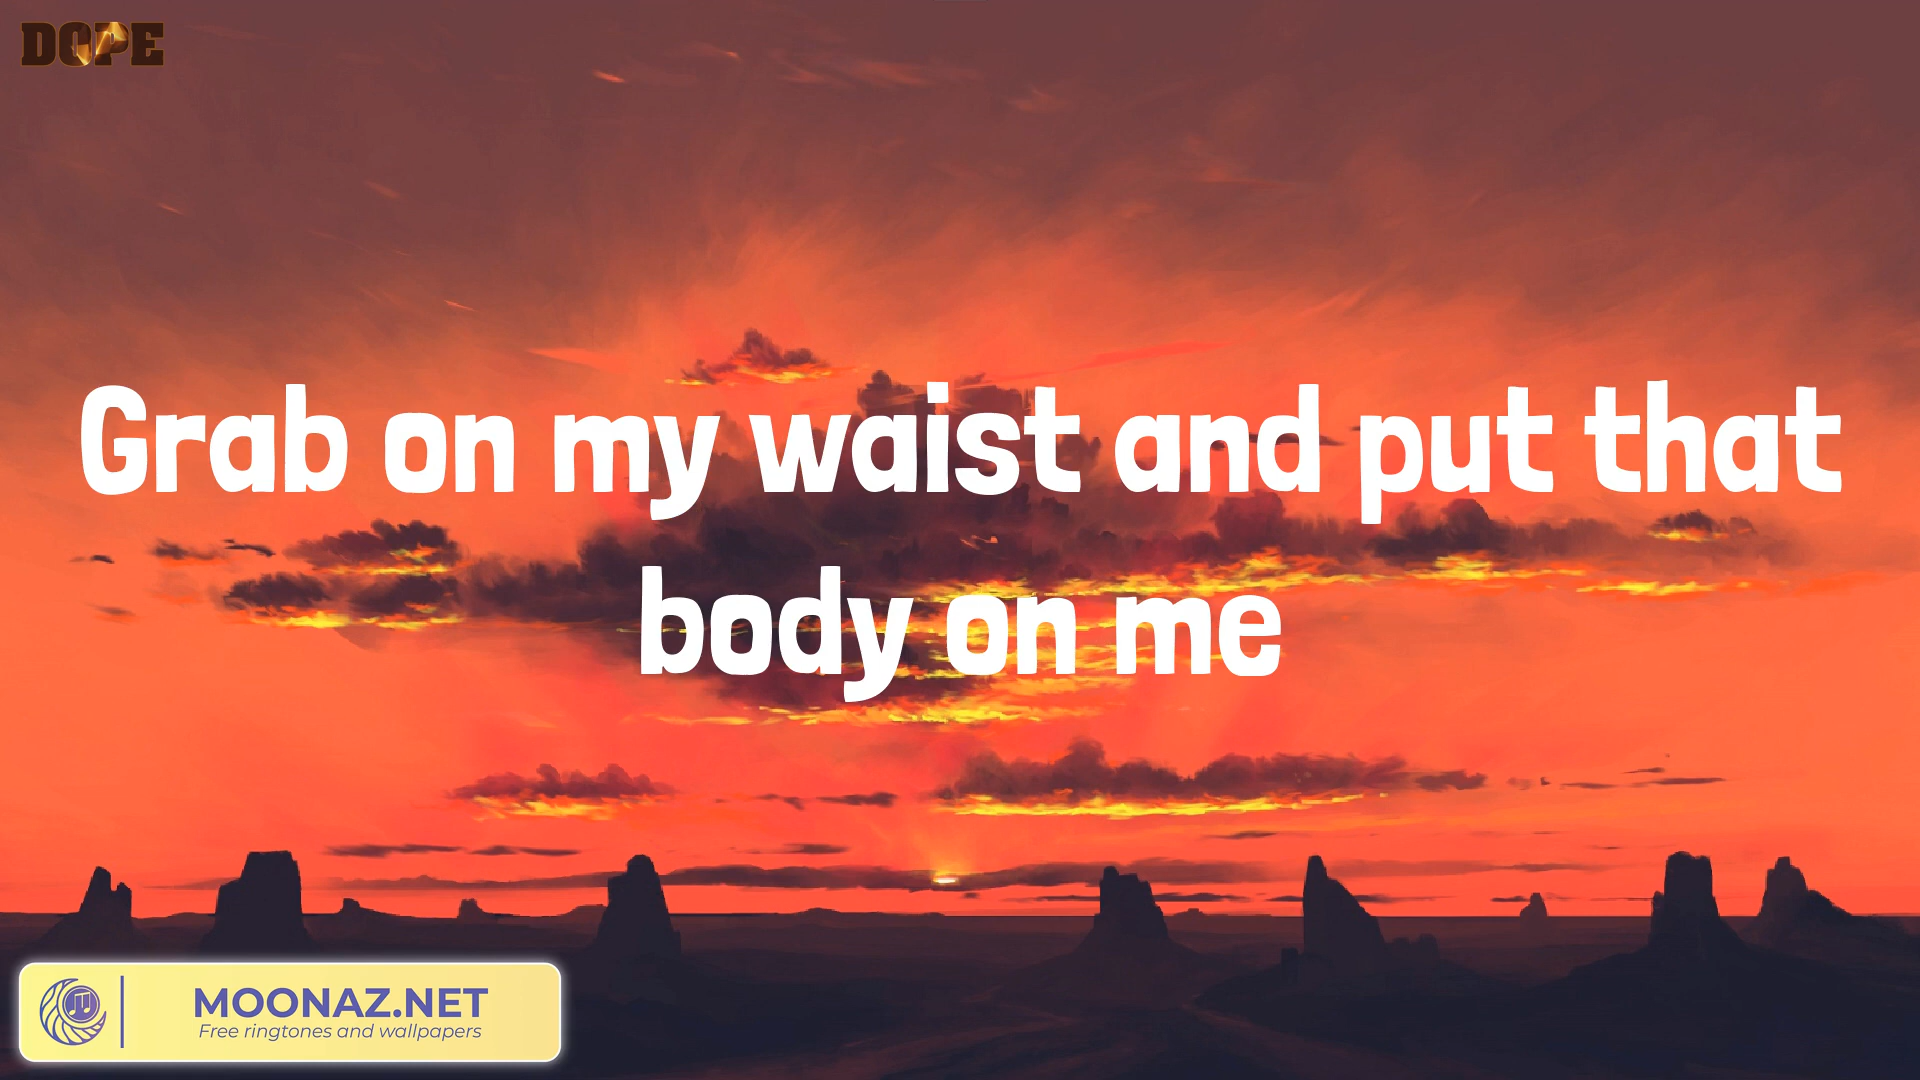 DOPE
Grab on my waist and put that
body on me
MOONAZ.NET
Free ringtones and wallpapers